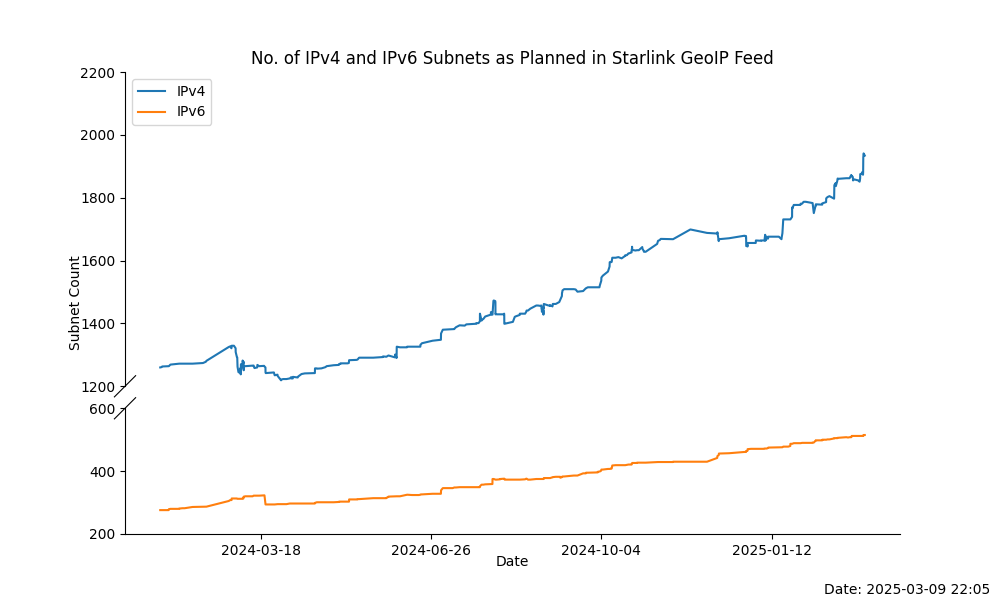 No. of IPv4 and IPv6 Subnets as Planned in Starlink GeoIP Feed
IPv4
IPv6
2200
2000
1800
1600
1400
1200
600
400
200
Subnet Count
2024-03-18
2024-06-26
2024-10-04
2025-01-12
Date
Date: 2025-03-09 22:05